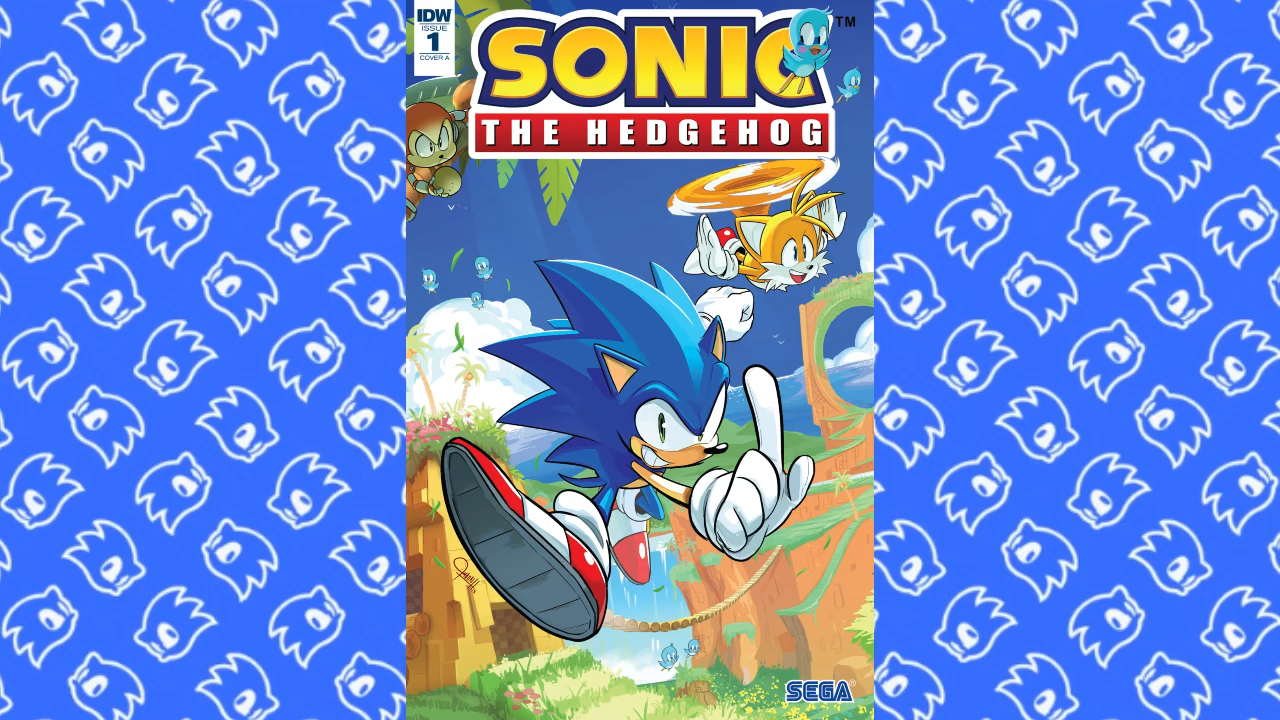 IDW
ISSUE
1
COVER A
SONIC
TM
THE HEDGEHOG
SEGA®